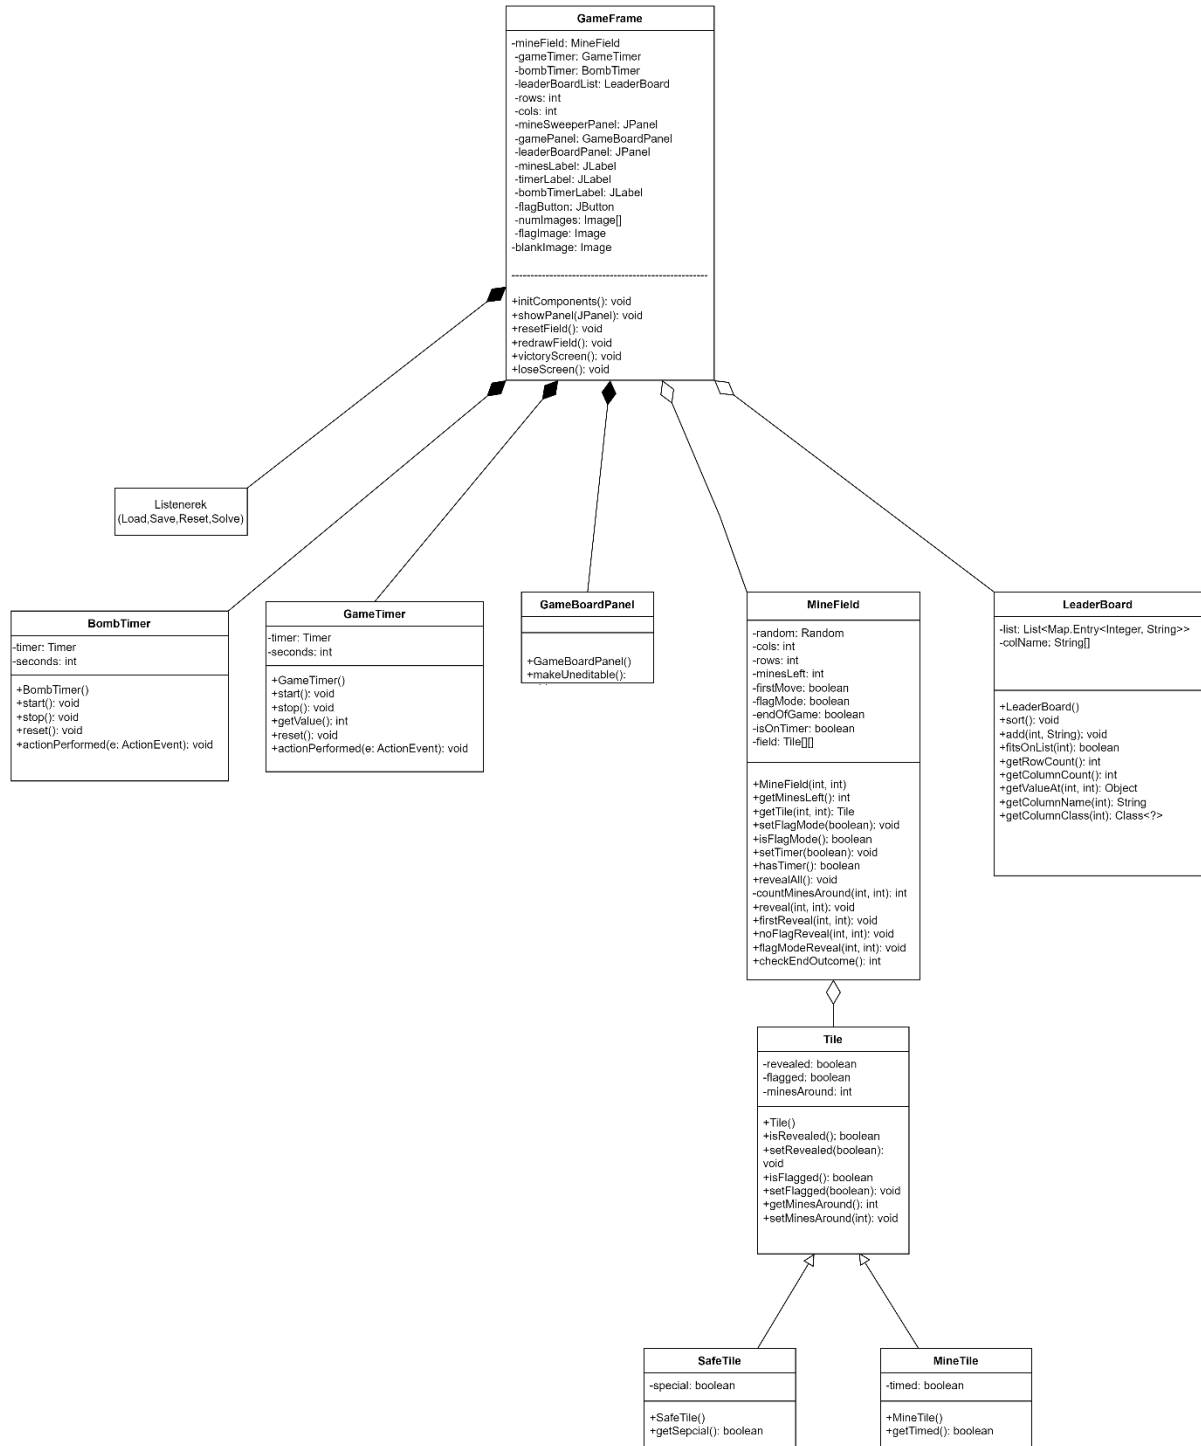 GameFrame
-mineField: MineField
-gameTimer: GameTimer
-bombTimer: BombTimer
-leaderBoardList: LeaderBoard
-rows: int
-cols: int
-mineSweeperPanel: JPanel
-gamePanel: GameBoardPanel
-leaderBoardPanel: JPanel
-minesLabel: JLabel
-timerLabel: JLabel
-bombTimerLabel: JLabel
-flagButton: JButton
-numImages: Image[]
-flagImage: Image
-blankImage: Image
+initComponents(): void
+showPanel(JPanel): void
+resetField(): void
+redrawField(): void
+victoryScreen(): void
+loseScreen(): void
Listenerek
(Load,Save,Reset,Solve)
BombTimer
-timer: Timer
-seconds: int
+BombTimer()
+start(): void
+stop(): void
+reset(): void
+actionPerformed(e: ActionEvent): void
GameTimer
-timer: Timer
-seconds: int
+GameTimer()
+start(): void
+stop(): void
+getValue(): int
+reset(): void
+actionPerformed(e: ActionEvent): void
GameBoardPanel
+GameBoardPanel()
+makeUneditable():
MineField
-random: Random
-cols: int
-rows: int
-minesLeft: int
-firstMove: boolean
-flagMode: boolean
-endOfGame: boolean
-isOnTimer: boolean
-field: Tile[][]
+MineField(int, int)
+getMinesLeft(): int
+getTile(int, int): Tile
+setFlagMode(boolean): void
+isFlagMode(): boolean
+setTimer(boolean): void
+hasTimer(): boolean
+revealAll(): void
-countMinesAround(int, int): int
+reveal(int, int): void
+firstReveal(int, int): void
+noFlagReveal(int, int): void
+flagModeReveal(int, int): void
+checkEndOutcome(): int
LeaderBoard
-list: List<Map.Entry<Integer, String>>
-colName: String[]
+LeaderBoard()
+sort(): void
+add(int, String): void
+fitsOnList(int): boolean
+getRowCount(): int
+getColumnCount(): int
+getValueAt(int, int): Object
+getColumnName(int): String
+getColumnClass(int): Class<?>
Tile
-revealed: boolean
-flagged: boolean
-minesAround: int
+Tile()
+isRevealed(): boolean
+setRevealed(boolean):
void
+isFlagged(): boolean
+setFlagged(boolean): void
+getMinesAround(): int
+setMinesAround(int): void
SafeTile
-special: boolean
+SafeTile()
+getSepcial(): boolean
MineTile
-timed: boolean
+MineTile()
+getTimed(): boolean